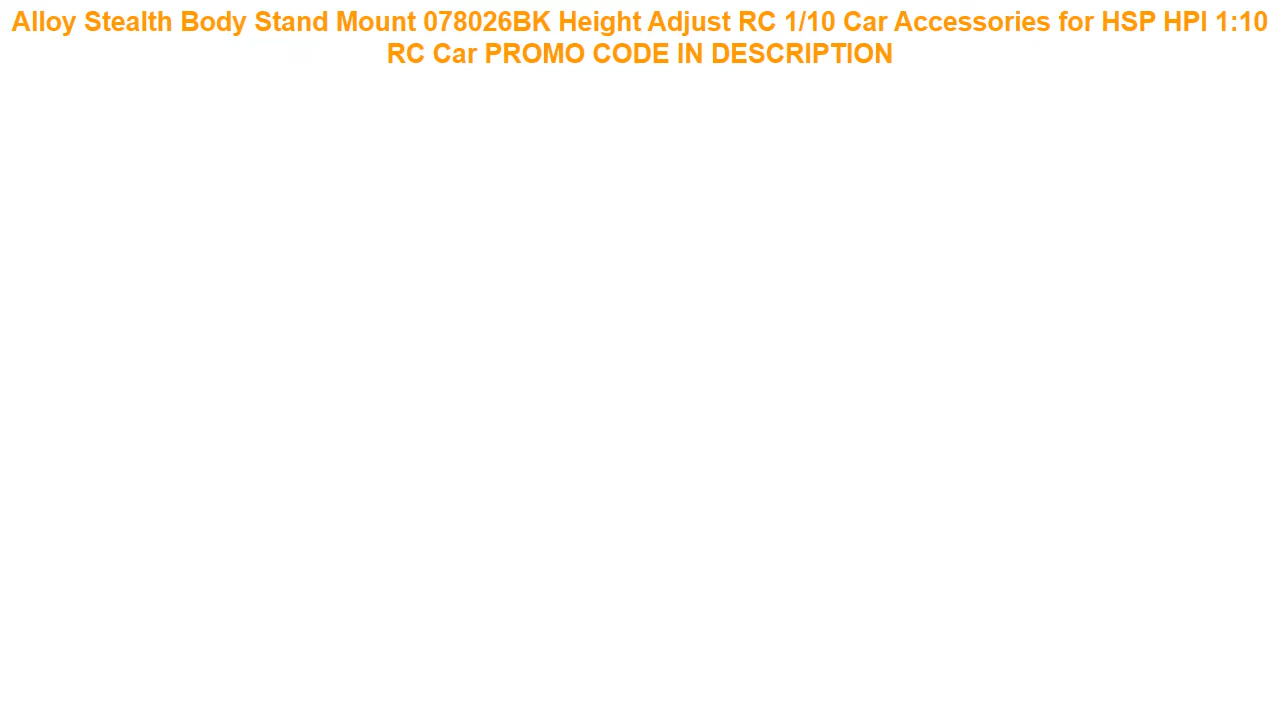 Alloy Stealth Body Stand Mount 078026BK Height Adjust RC 1/10 Car Accessories for HSP HPI 1:10
RC Car PROMO CODE IN DESCRIPTION